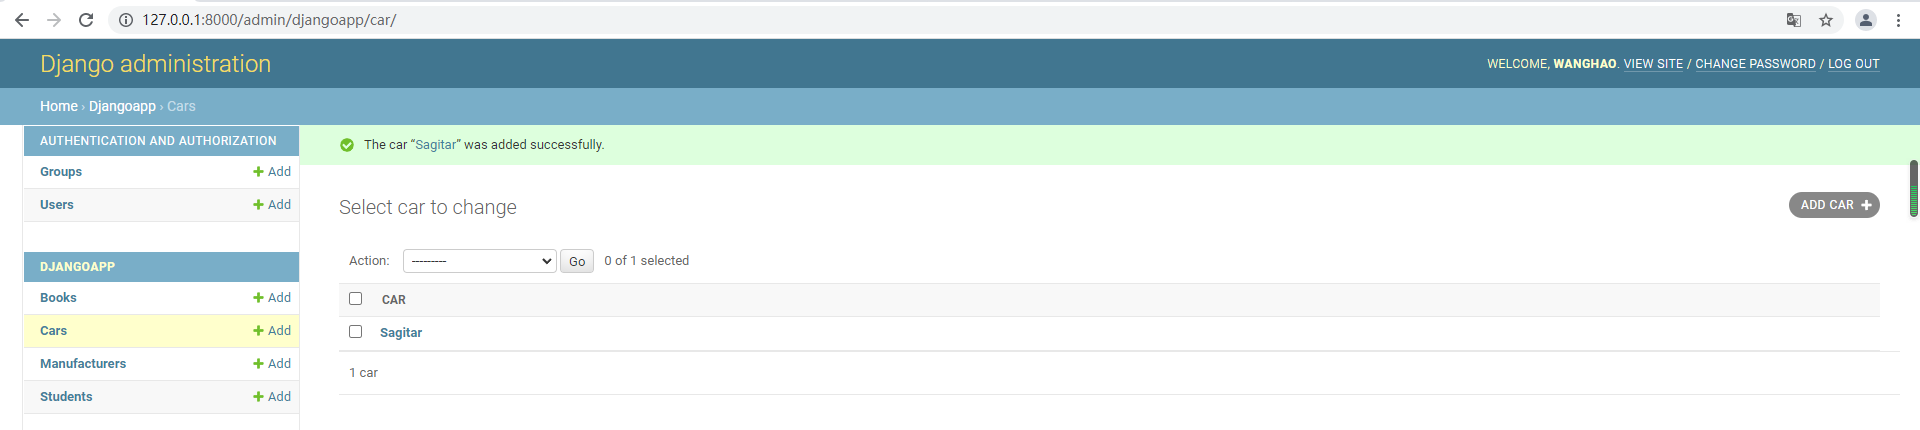 127.0.0.1:8000/admin/djangoapp/car/
Django administration
WELCOME, WANGHAO. VIEW SITE / CHANGE PASSWORD / LOG OUT
Home › Djangoapp › Cars
AUTHENTICATION AND AUTHORIZATION
Groups + Add
Users + Add
DJANGOAPP
Books + Add
Cars + Add
Manufacturers + Add
Students + Add
The car “Sagitar” was added successfully.
Select car to change
ADD CAR +
Action: --------- Go 0 of 1 selected
CAR
Sagitar
1 car